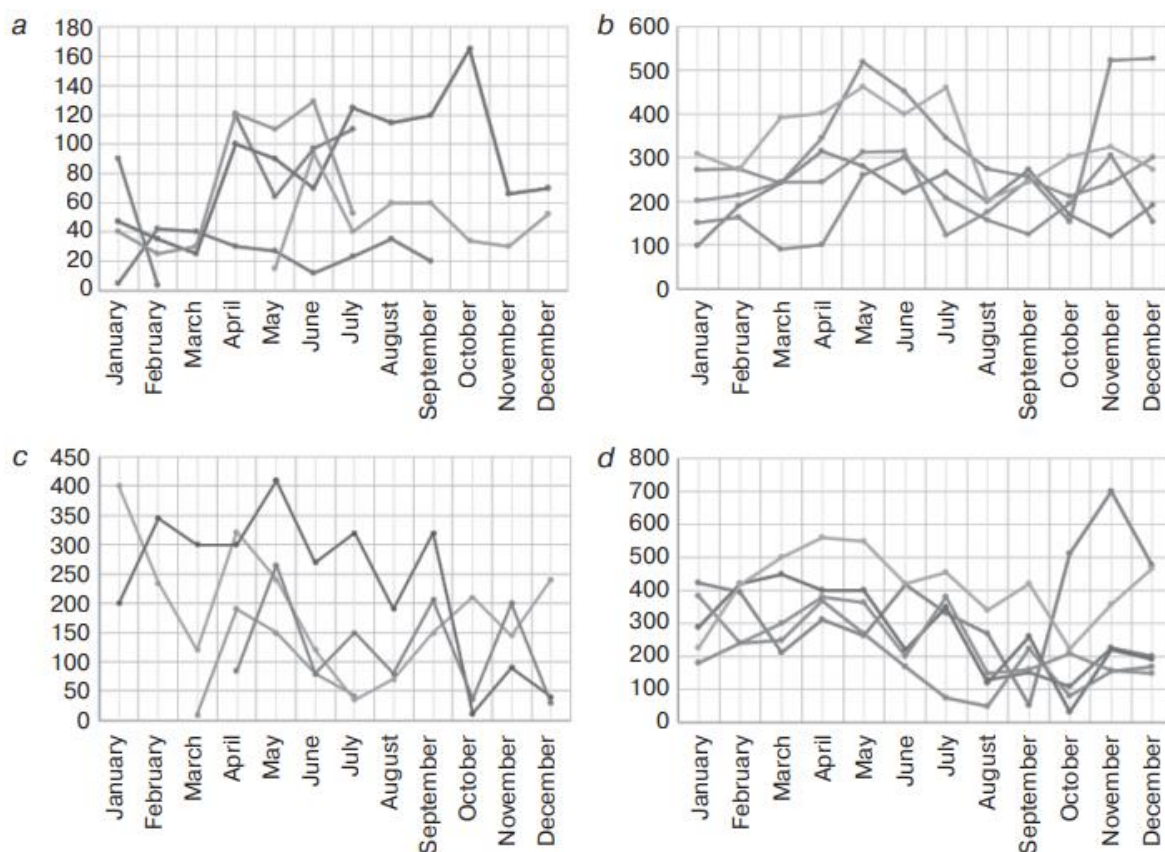 a
180
160
140
120
100
80
60
40
20
0
January
February
March
April
May
June
July
August
September
October
November
December
b
600
500
400
300
200
100
0
January
February
March
April
May
June
July
August
September
October
November
December
c
450
400
350
300
250
200
150
100
50
0
January
February
March
April
May
June
July
August
September
October
November
December
d
800
700
600
500
400
300
200
100
0
January
February
March
April
May
June
July
August
September
October
November
December